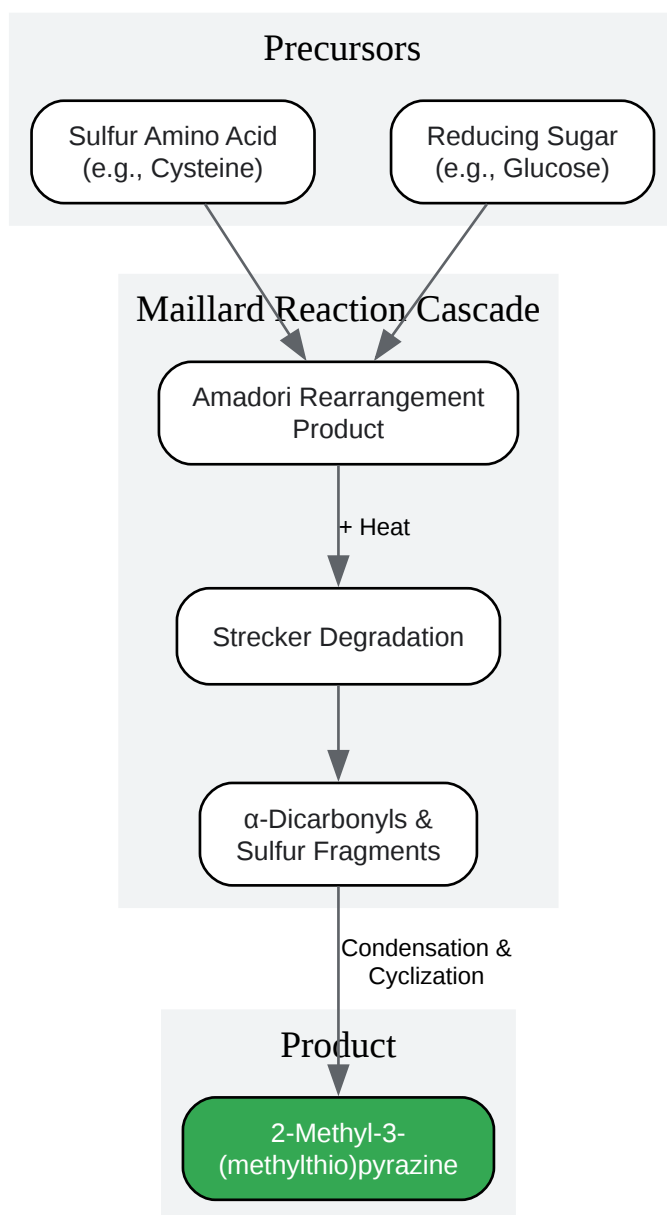 Precursors
Sulfur Amino Acid
(e.g., Cysteine)
Reducing Sugar
(e.g., Glucose)
Maillard Reaction Cascade
Amadori Rearrangement
Product
+ Heat
Strecker Degradation
α-Dicarbonyls &
Sulfur Fragments
Condensation &
Cyclization
Product
2-Methyl-3-
(methylthio)pyrazine